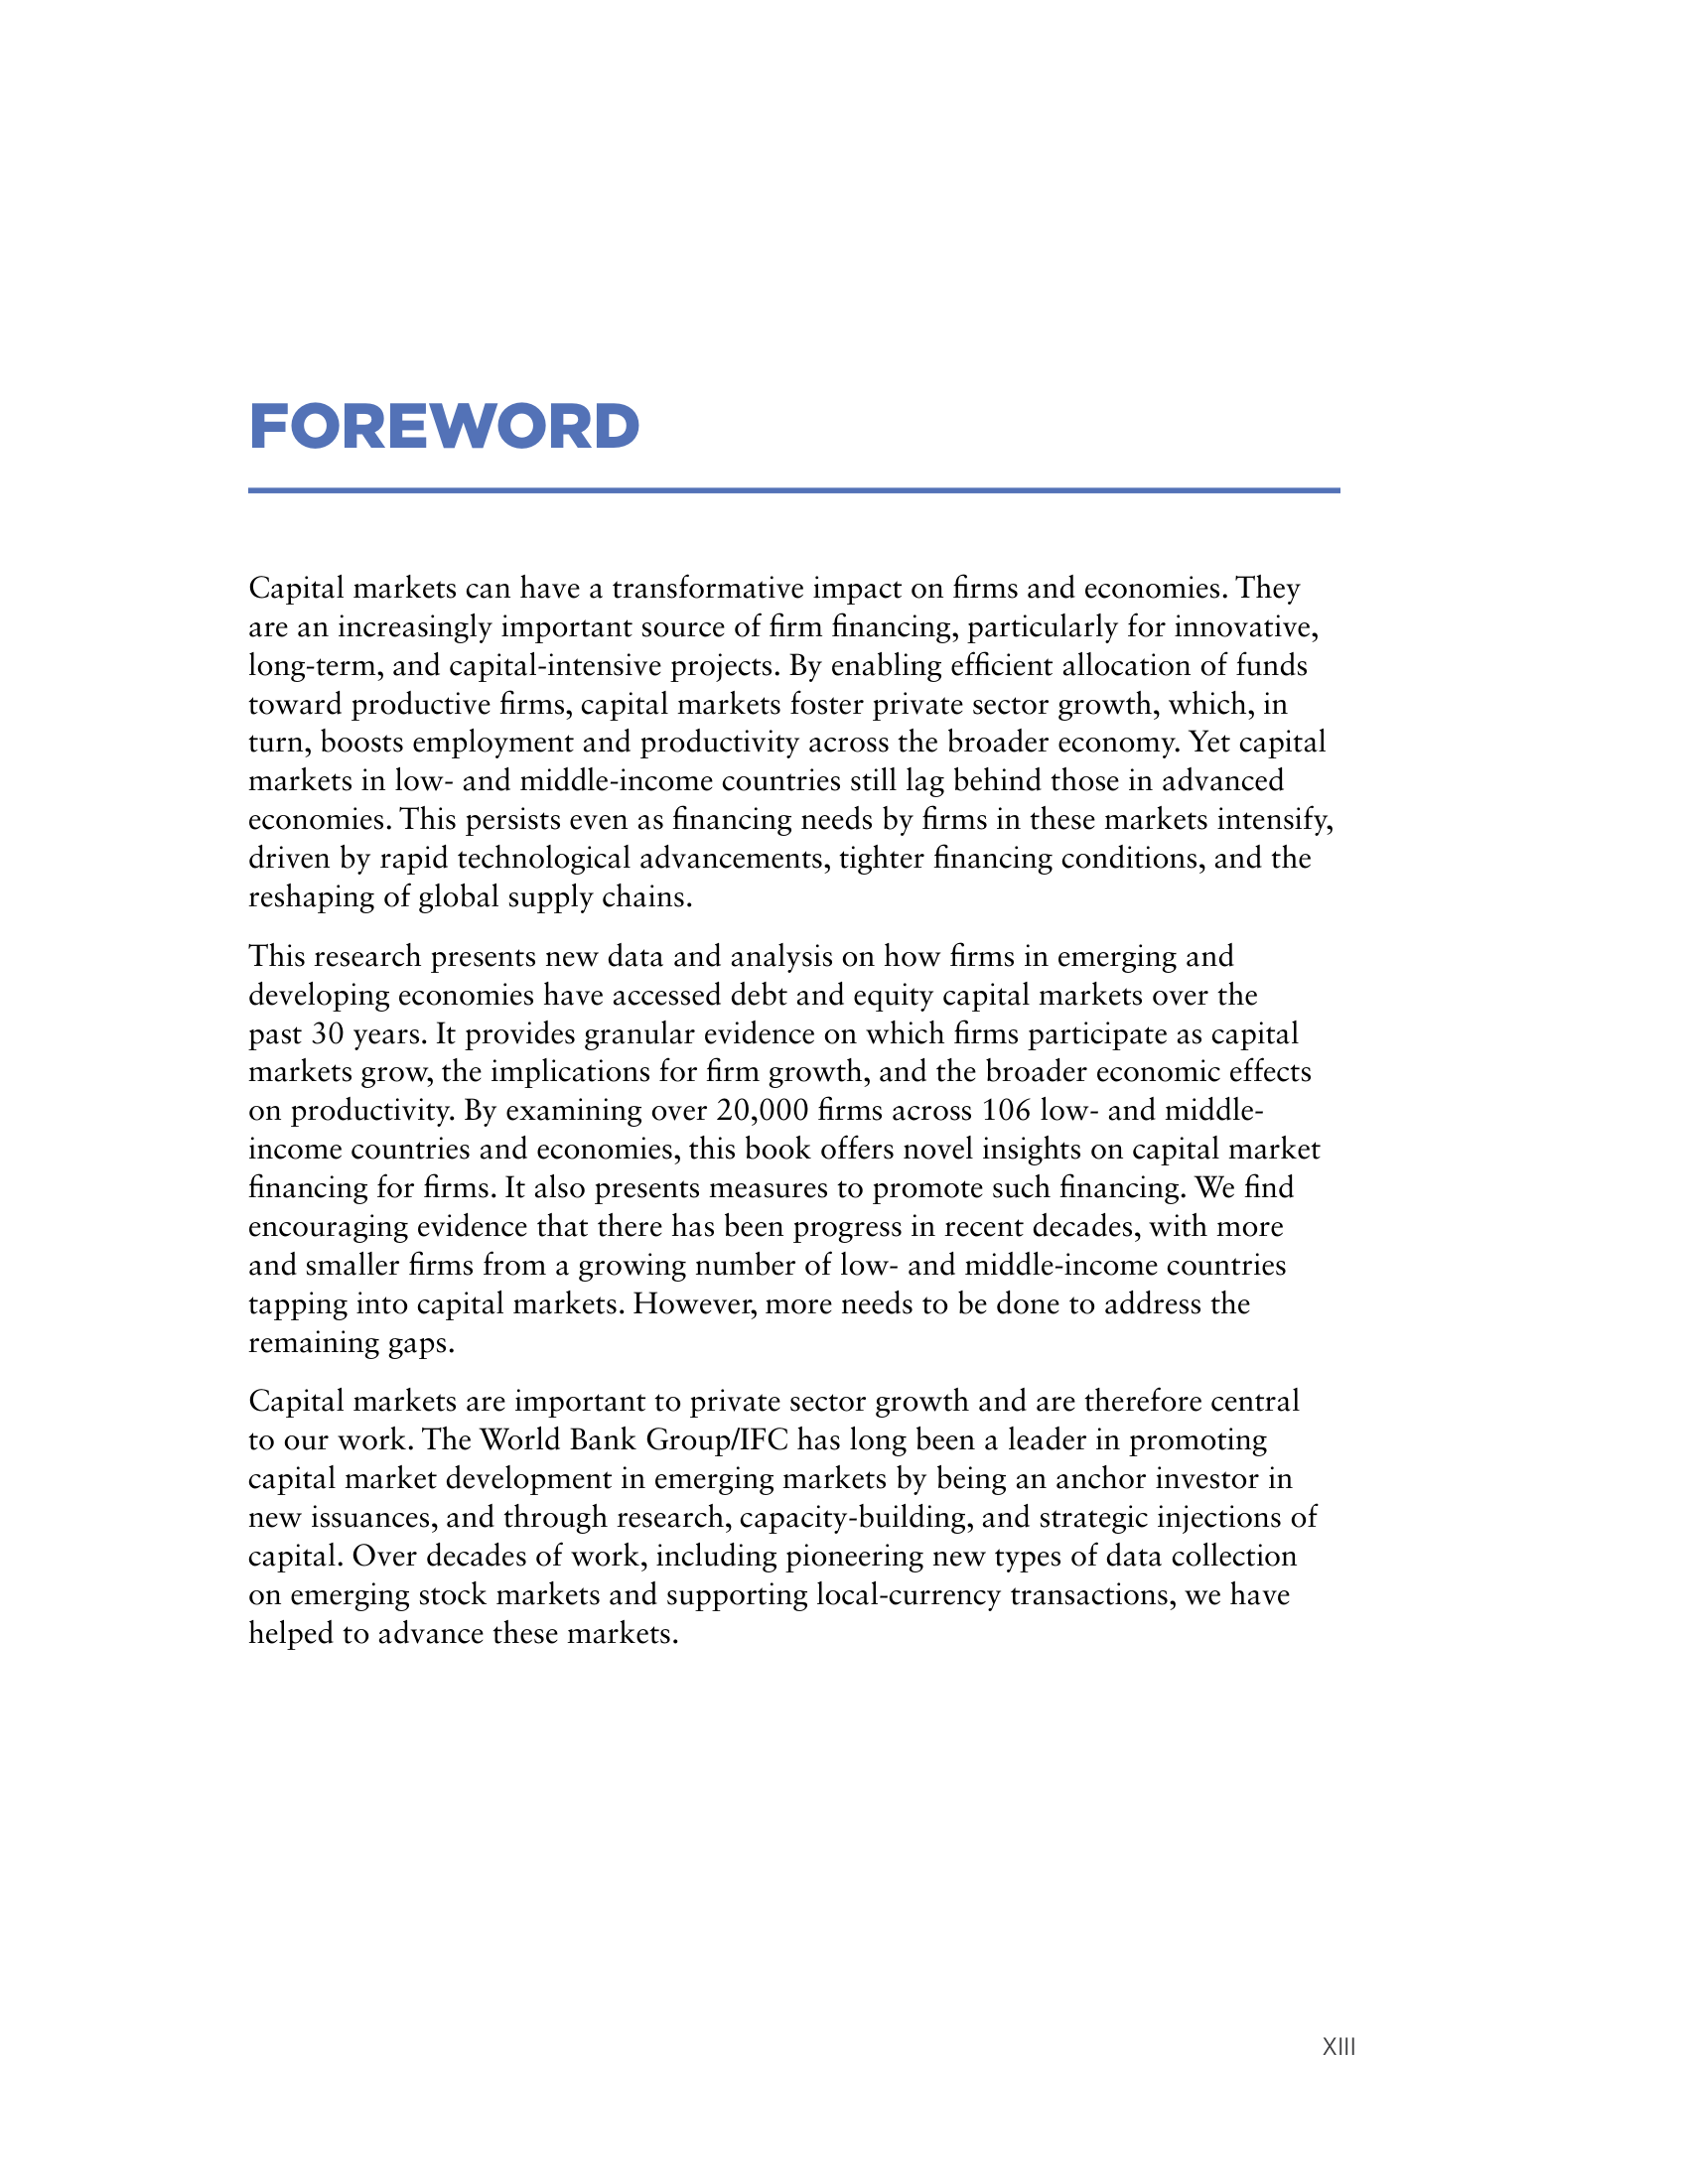 FOREWORD
Capital markets can have a transformative impact on firms and economies. They
are an increasingly important source of firm financing, particularly for innovative,
long-term, and capital-intensive projects. By enabling efficient allocation of funds
toward productive firms, capital markets foster private sector growth, which, in
turn, boosts employment and productivity across the broader economy. Yet capital
markets in low- and middle-income countries still lag behind those in advanced
economies. This persists even as financing needs by firms in these markets intensify,
driven by rapid technological advancements, tighter financing conditions, and the
reshaping of global supply chains.
This research presents new data and analysis on how firms in emerging and
developing economies have accessed debt and equity capital markets over the
past 30 years. It provides granular evidence on which firms participate as capital
markets grow, the implications for firm growth, and the broader economic effects
on productivity. By examining over 20,000 firms across 106 low- and middle-
income countries and economies, this book offers novel insights on capital market
financing for firms. It also presents measures to promote such financing. We find
encouraging evidence that there has been progress in recent decades, with more
and smaller firms from a growing number of low- and middle-income countries
tapping into capital markets. However, more needs to be done to address the
remaining gaps.
Capital markets are important to private sector growth and are therefore central
to our work. The World Bank Group/IFC has long been a leader in promoting
capital market development in emerging markets by being an anchor investor in
new issuances, and through research, capacity-building, and strategic injections of
capital. Over decades of work, including pioneering new types of data collection
on emerging stock markets and supporting local-currency transactions, we have
helped to advance these markets.
XIII